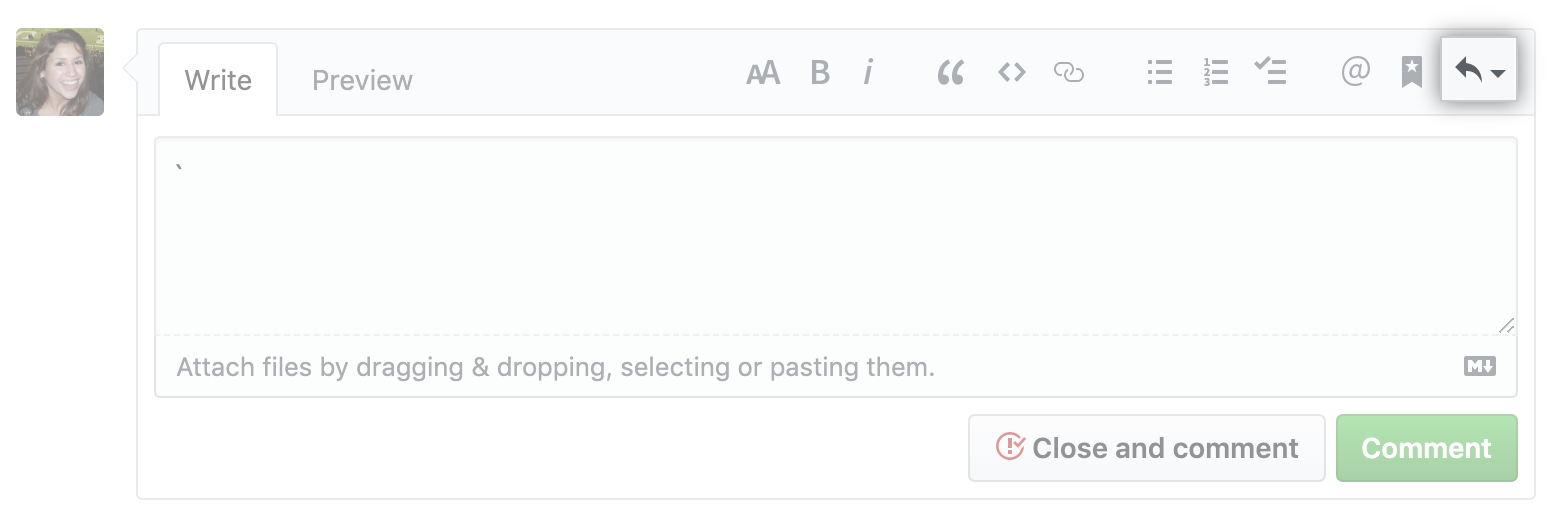 Write Preview AA B i @
`
Attach files by dragging & dropping, selecting or pasting them. M
Close and comment Comment